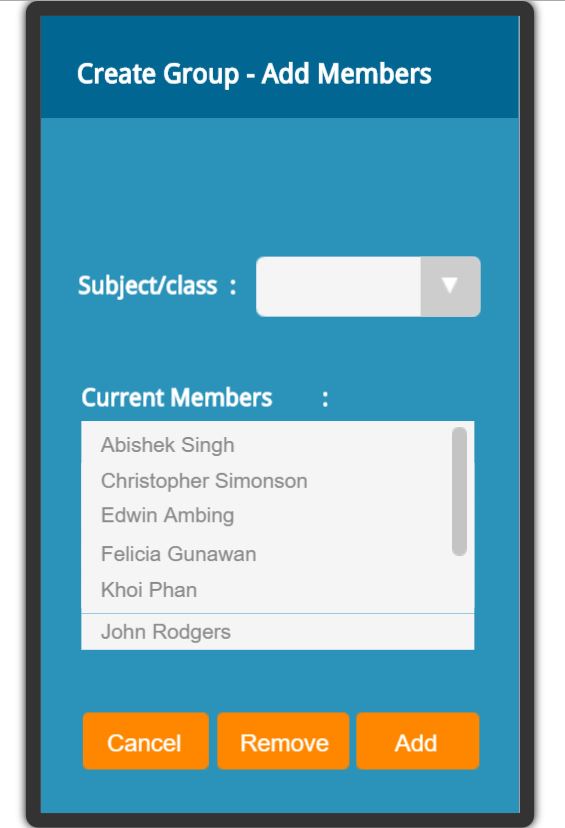 Create Group - Add Members
Subject/class :
Current Members :
Abishek Singh
Christopher Simonson
Edwin Ambing
Felicia Gunawan
Khoi Phan
John Rodgers
Cancel Remove Add